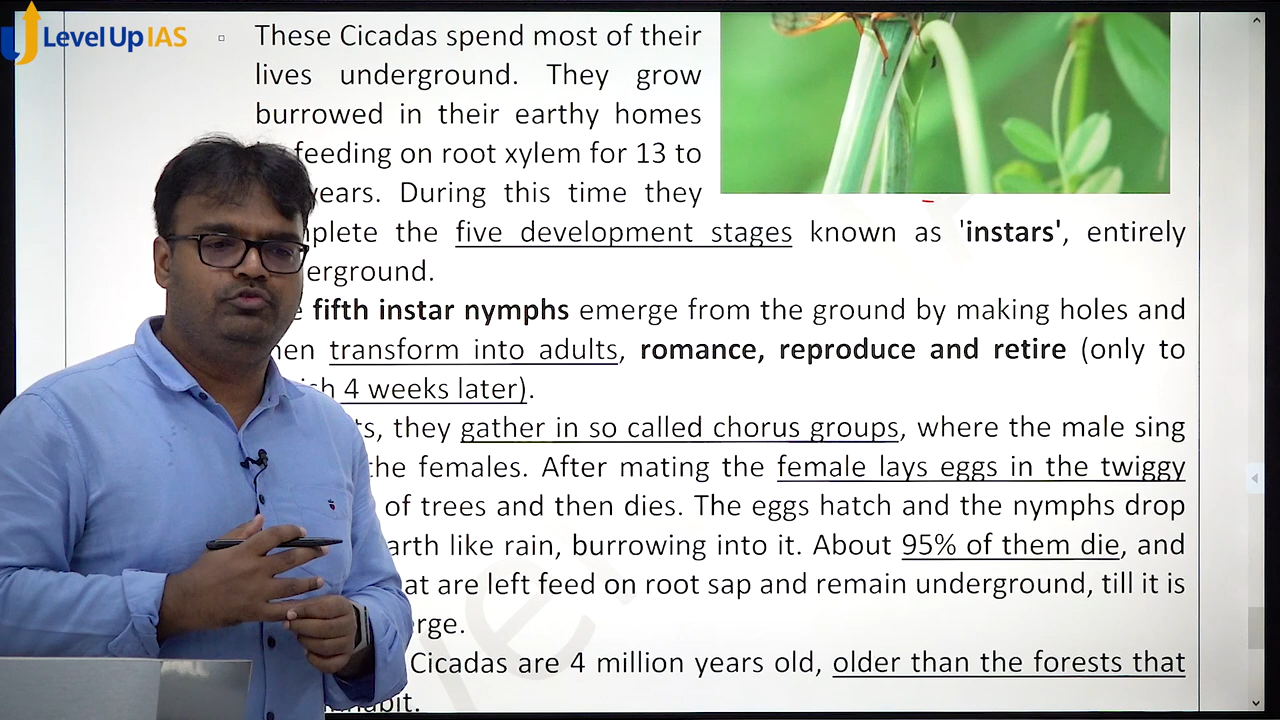 Level Up IAS
These Cicadas spend most of their
lives underground. They grow
burrowed in their earthy homes
feeding on root xylem for 13 to
years. During this time they
the five development stages known as 'instars', entirely
fifth instar nymphs emerge from the ground by making holes and
transform into adults, romance, reproduce and retire (only to
4 weeks later).
they gather in so called chorus groups, where the male sing
the females. After mating the female lays eggs in the twiggy
of trees and then dies. The eggs hatch and the nymphs drop
like rain, burrowing into it. About 95% of them die, and
are left feed on root sap and remain underground, till it is
Cicadas are 4 million years old, older than the forests that